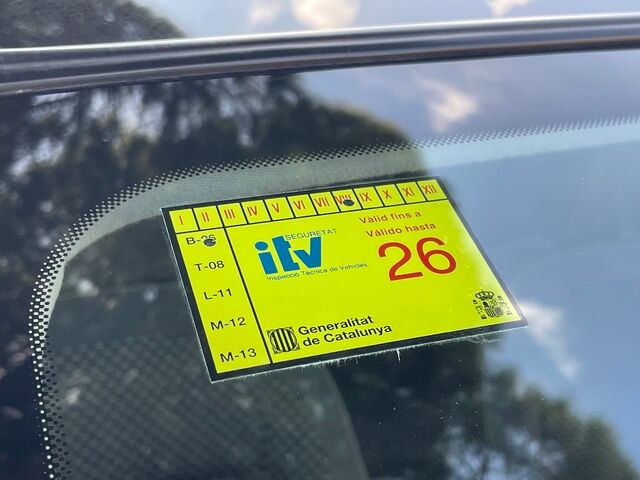 I II III IV V VI VII VIII IX X XI XII
B-26
T-08
L-11
M-12
M-13
SEGURETAT
itv
Inspecció Tècnica de Vehicles
Vàlid fins a
Válido hasta
26
Generalitat
de Catalunya